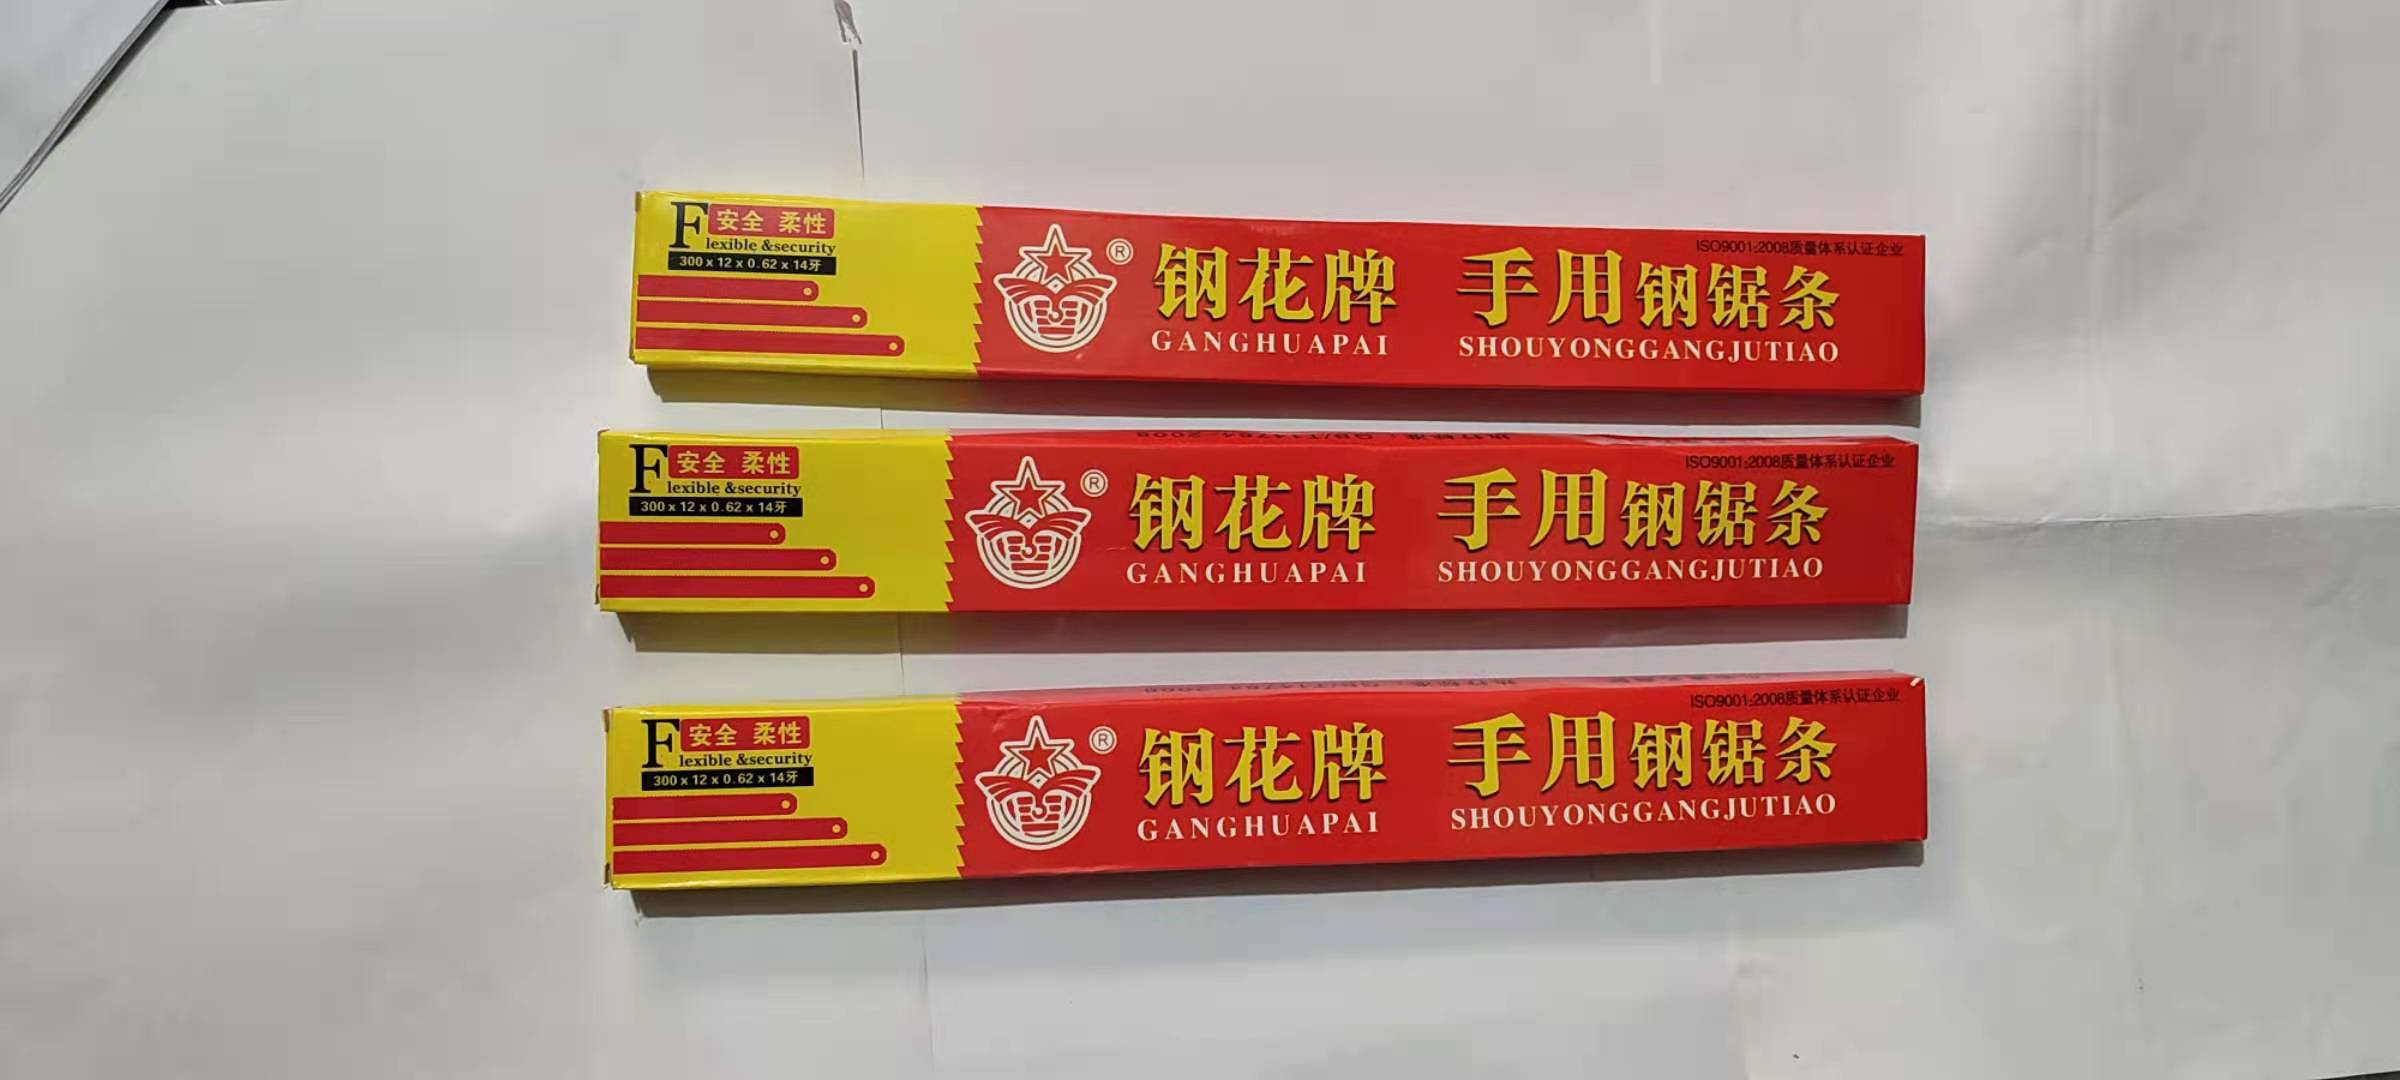 F 安全 柔性
lexible &security
300 x 12 x 0.62 x 14牙
®
钢花牌
GANGHUAPAI
ISO9001:2008质量体系认证企业
手用钢锯条
SHOUYONGGANGJUTIAO
F 安全 柔性
lexible &security
300 x 12 x 0.62 x 14牙
®
钢花牌
GANGHUAPAI
ISO9001:2008质量体系认证企业
手用钢锯条
SHOUYONGGANGJUTIAO
F 安全 柔性
lexible &security
300 x 12 x 0.62 x 14牙
®
钢花牌
GANGHUAPAI
ISO9001:2008质量体系认证企业
手用钢锯条
SHOUYONGGANGJUTIAO